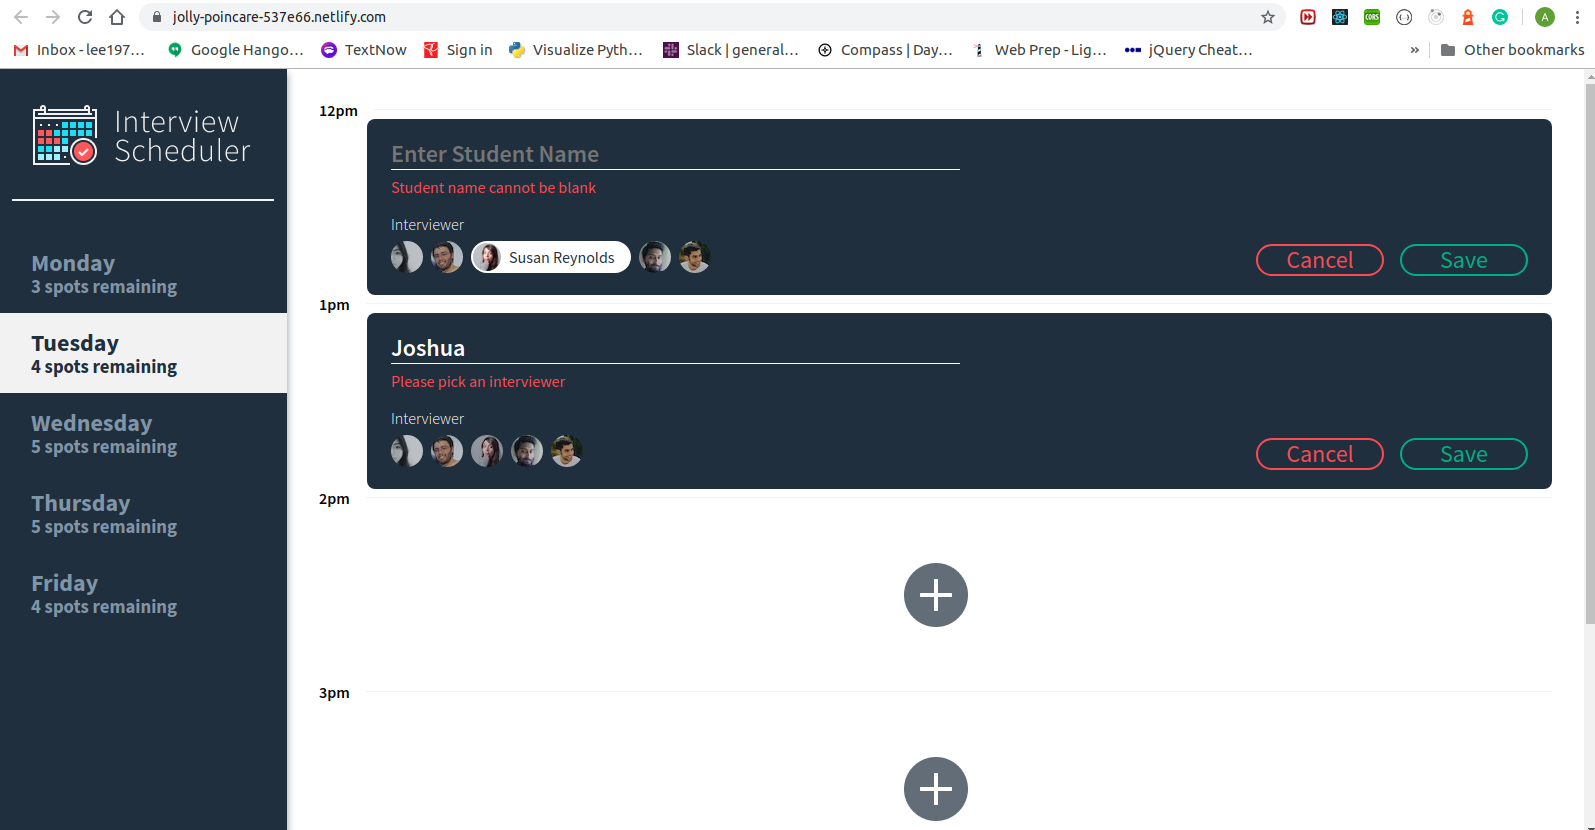 jolly-poincare-537e66.netlify.com
A
Inbox - lee197...
Google Hango...
TextNow
Sign in
Visualize Pyth...
Slack | general...
Compass | Day...
Web Prep - Lig...
jQuery Cheat...
»
Other bookmarks
Interview
Scheduler
Monday
3 spots remaining
Tuesday
4 spots remaining
Wednesday
5 spots remaining
Thursday
5 spots remaining
Friday
4 spots remaining
12pm
Enter Student Name
Student name cannot be blank
Interviewer
Susan Reynolds
Cancel
Save
1pm
Joshua
Please pick an interviewer
Interviewer
Cancel
Save
2pm
3pm